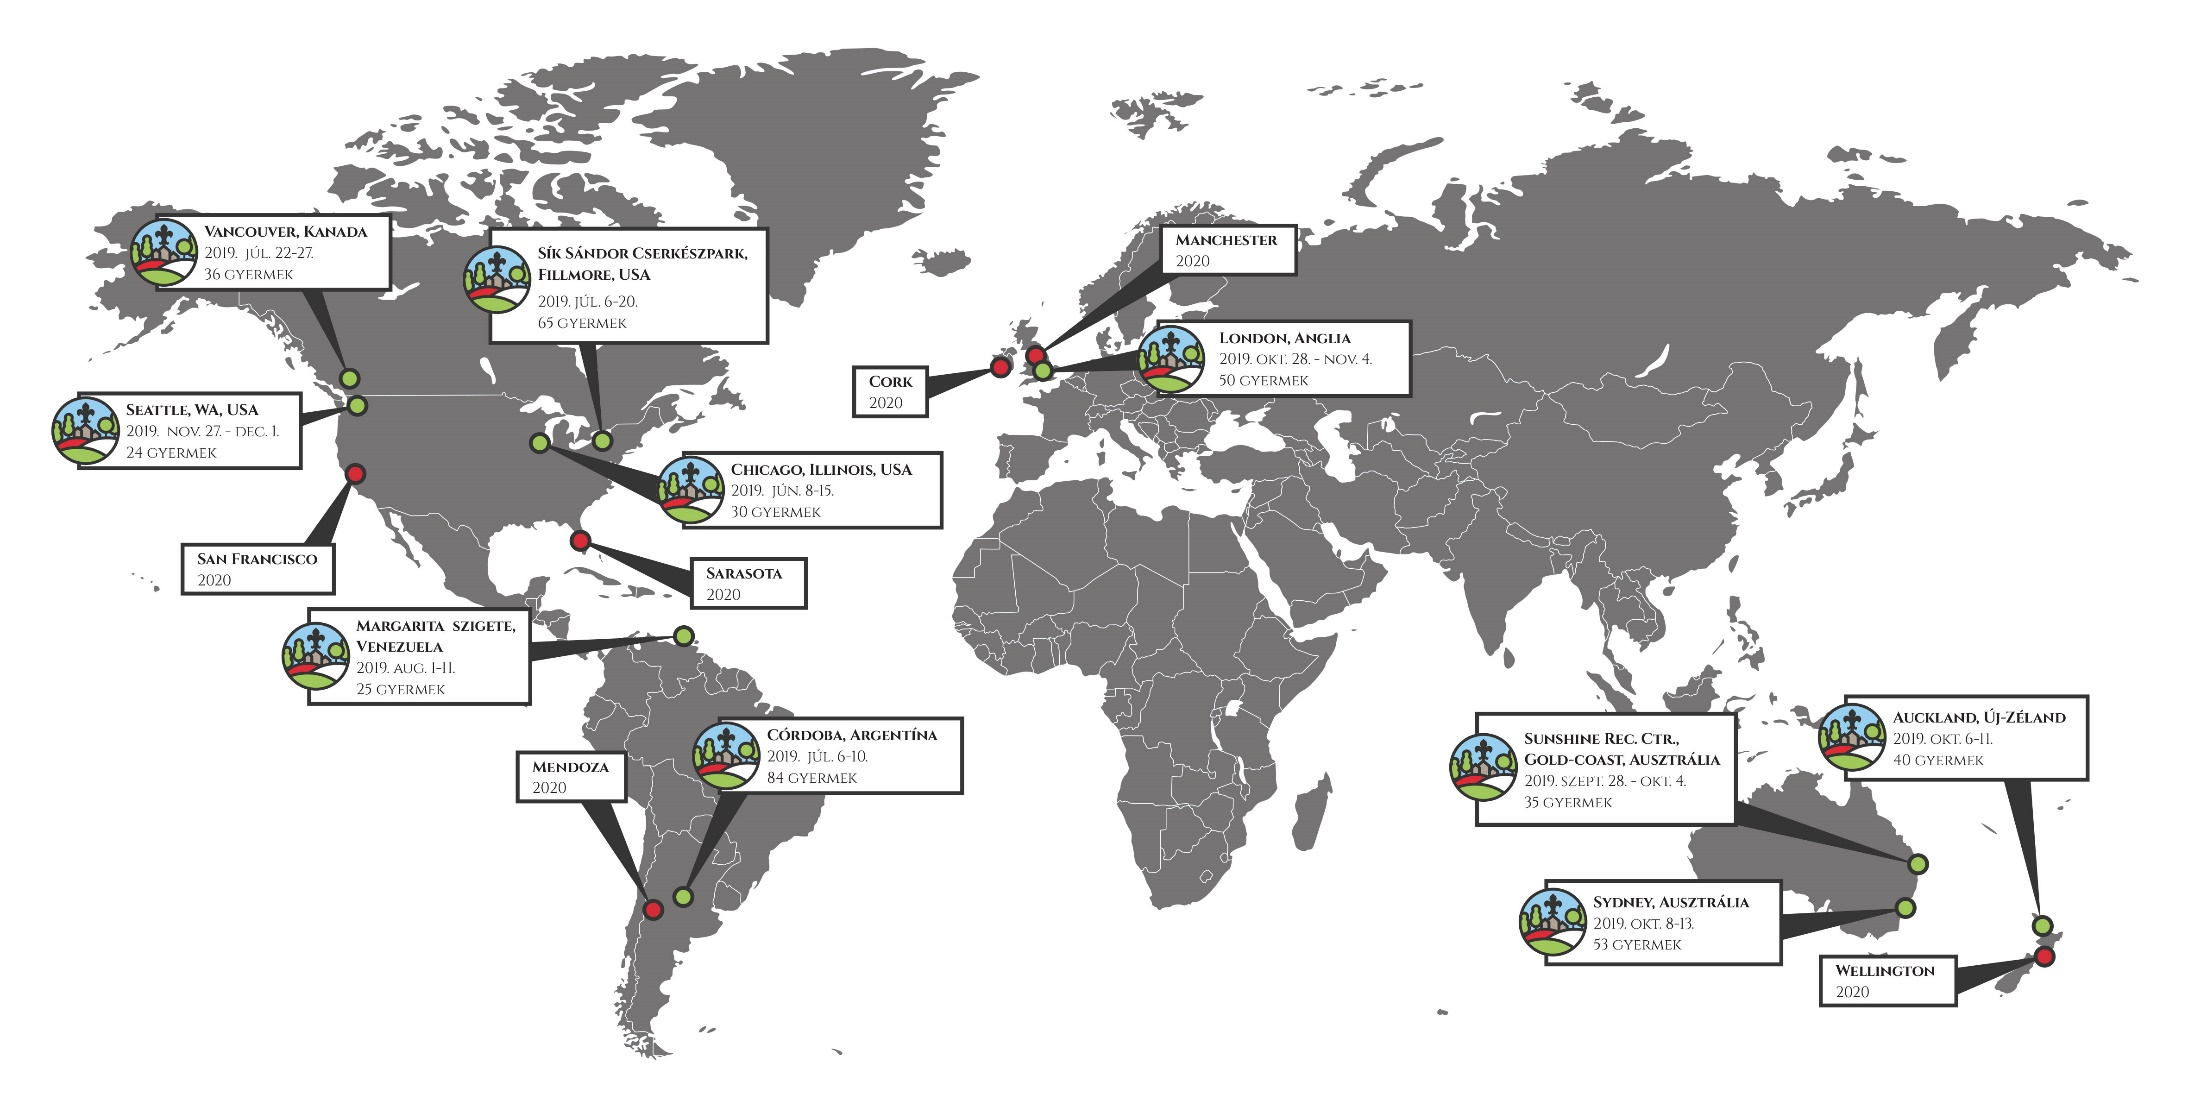 Vancouver, Kanada
2019. júl. 22-27.
36 gyermek
Sík Sándor Cserkészpark,
Fillmore, USA
2019. júl. 6-20.
65 gyermek
Manchester
2020
London, Anglia
2019. okt. 28. - nov. 4.
50 gyermek
Cork
2020
Seattle, WA, USA
2019. nov. 27. - dec. 1.
24 gyermek
Chicago, Illinois, USA
2019. jún. 8-15.
30 gyermek
San Francisco
2020
Sarasota
2020
Margarita szigete,
Venezuela
2019. aug. 1-11.
25 gyermek
Córdoba, Argentína
2019. júl. 6-10.
84 gyermek
Mendoza
2020
Sunshine Rec. Ctr.,
Gold-coast, Ausztrália
2019. szept. 28. - okt. 4.
35 gyermek
Auckland, Új-Zéland
2019. okt. 6-11.
40 gyermek
Sydney, Ausztrália
2019. okt. 8-13.
53 gyermek
Wellington
2020